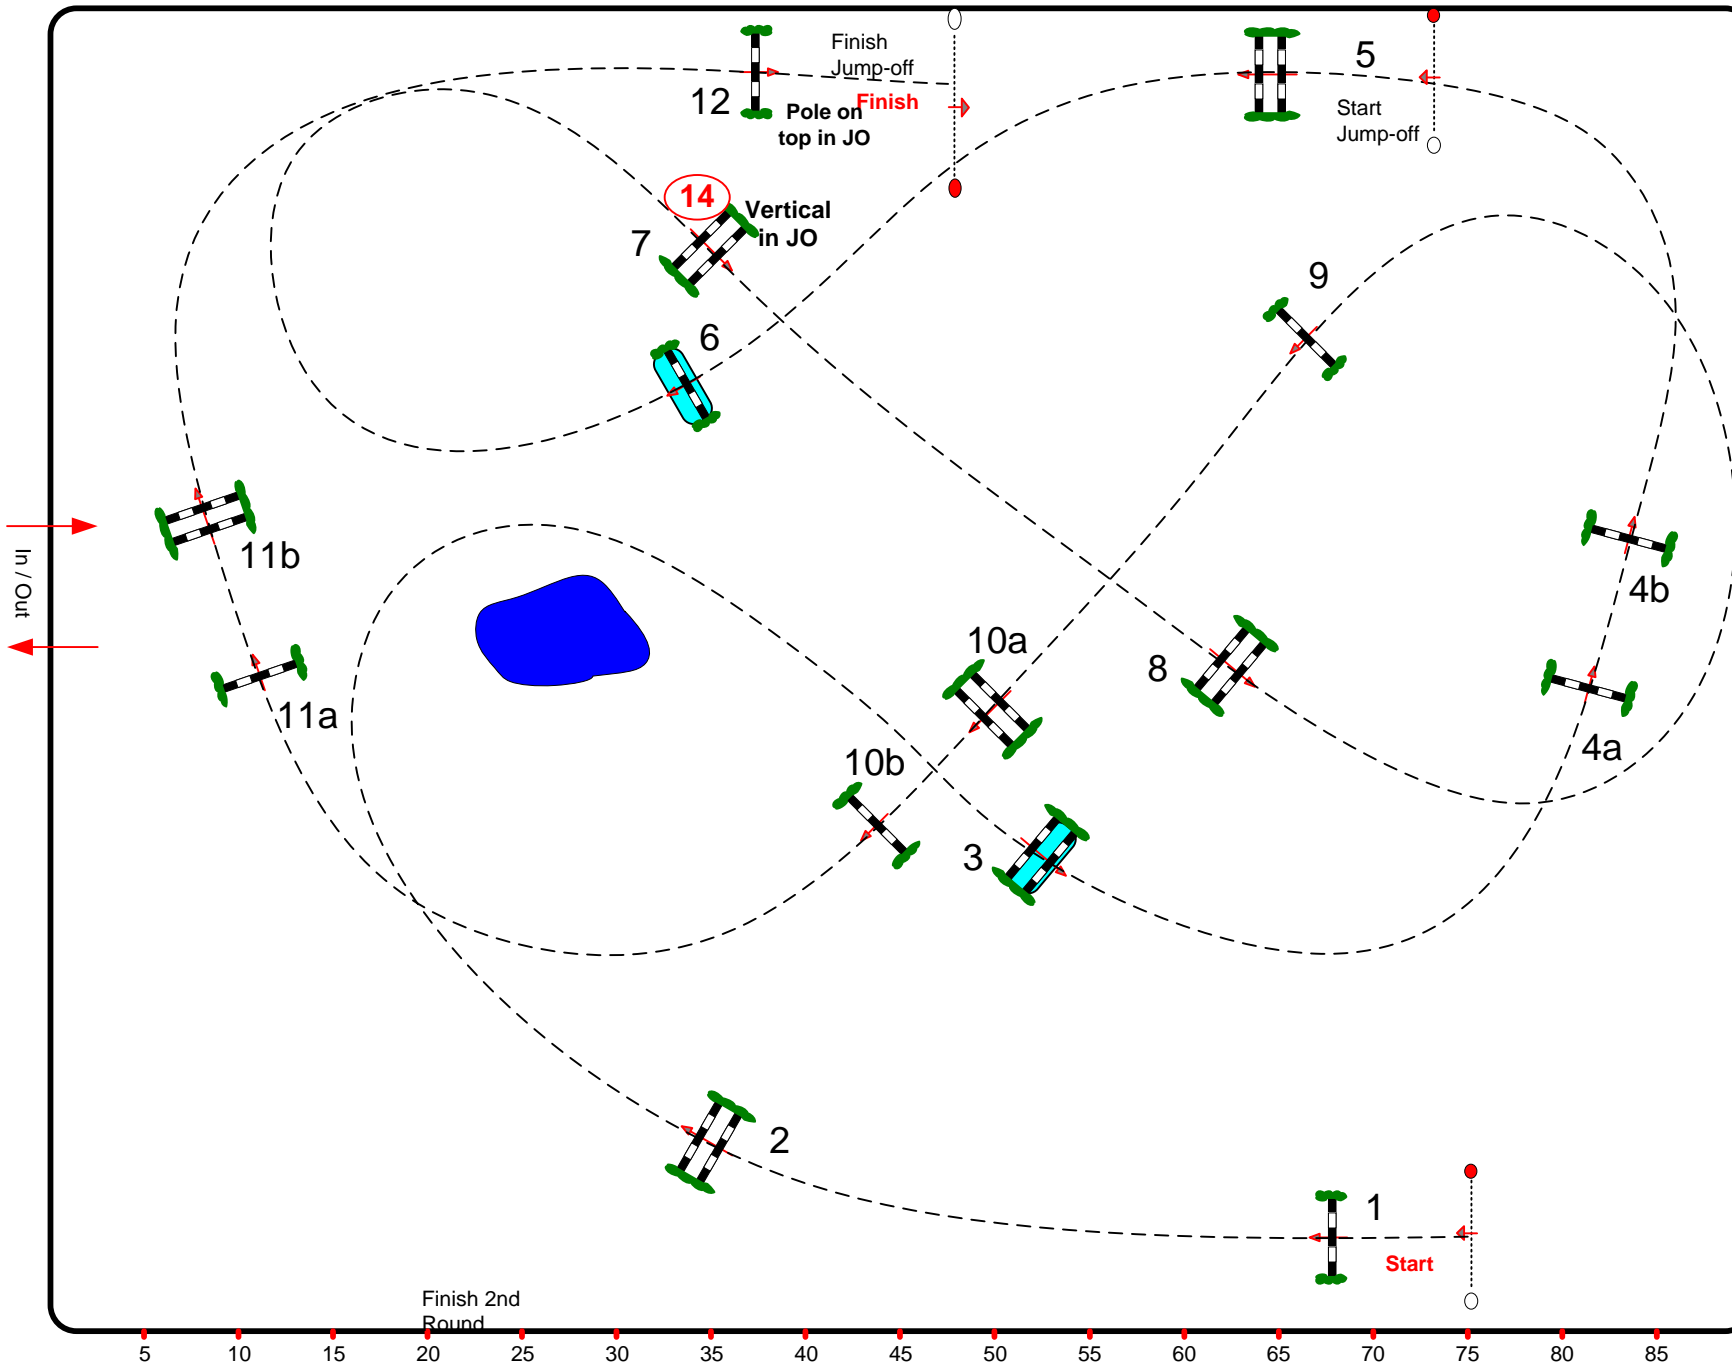 Finish
Jump-off
5
12
Finish
Pole on
top in JO
Start
Jump-off
14
Vertical
in JO
7
9
6
11b
In / Out
4b
10a
8
11a
4a
10b
3
2
1
Start
Finish 2nd
Round
5 10 15 20 25 30 35 40 45 50 55 60 65 70 75 80 85